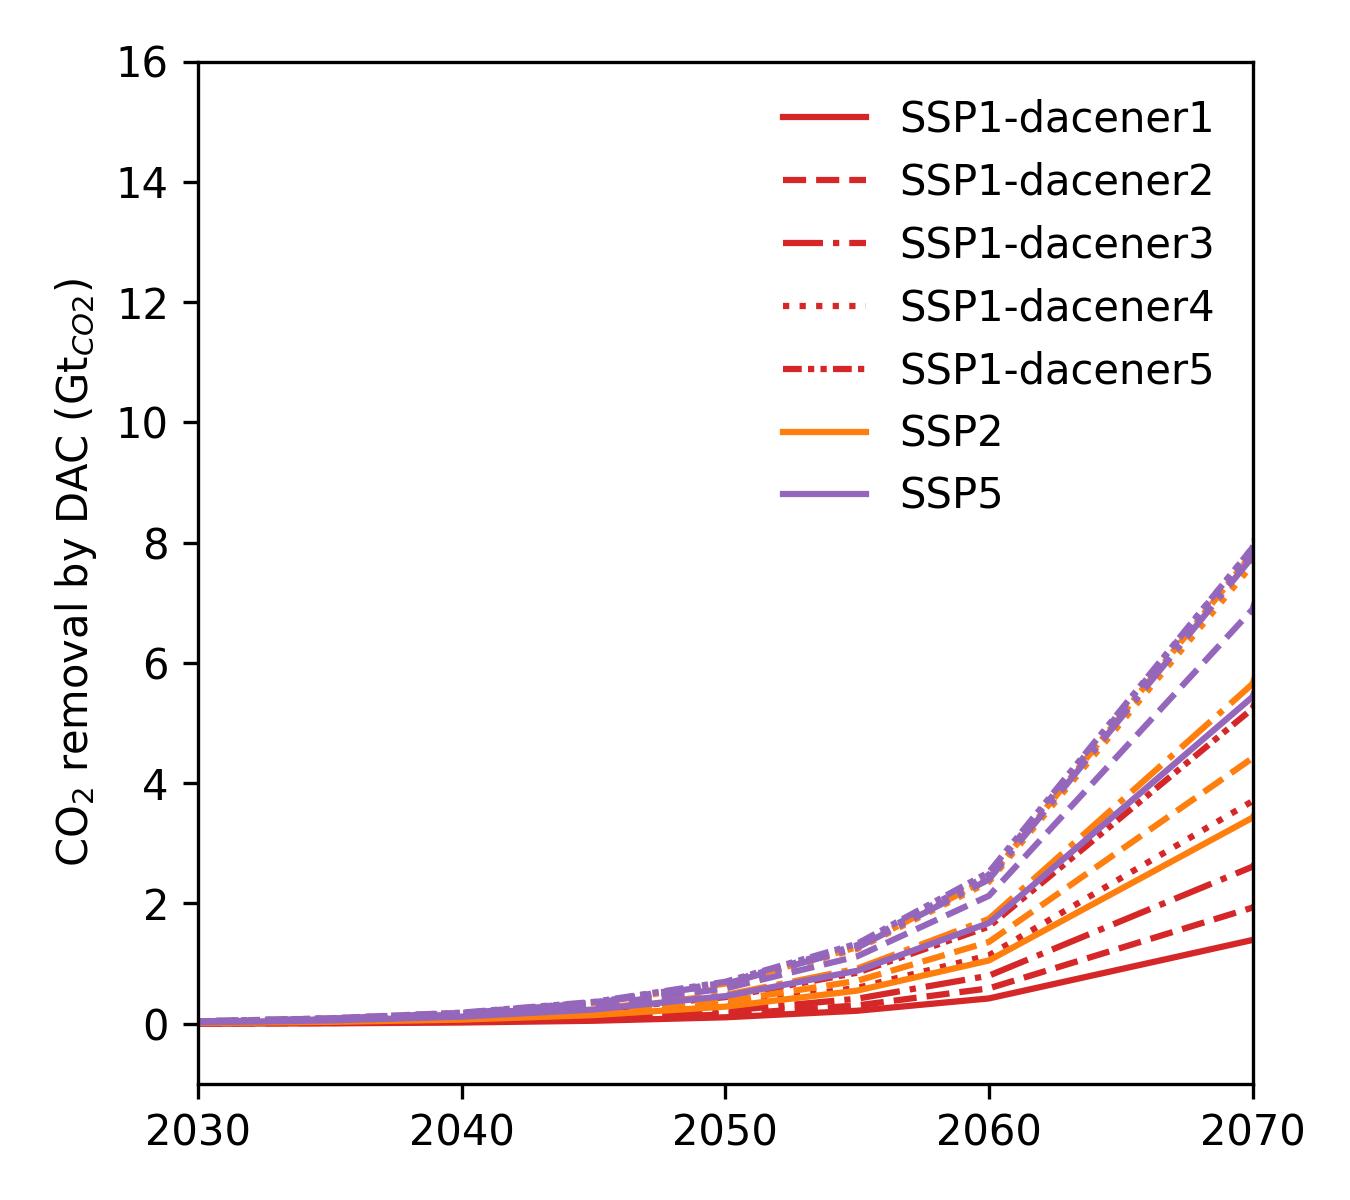 16
14
12
10
8
6
4
2
0
CO₂ removal by DAC (Gt_CO2)
SSP1-dacener1
SSP1-dacener2
SSP1-dacener3
SSP1-dacener4
SSP1-dacener5
SSP2
SSP5
2030 2040 2050 2060 2070